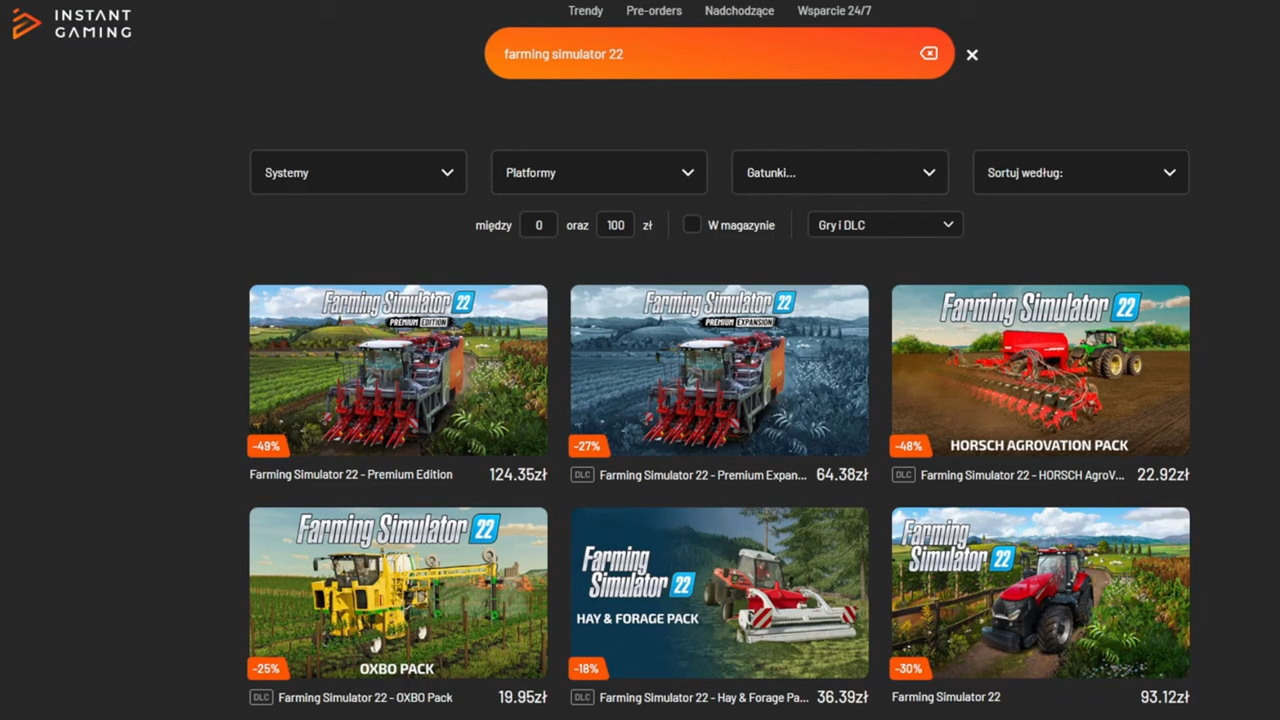 INSTANT
GAMING
Trendy Pre-orders Nadchodzące Wsparcie 24/7
farming simulator 22
Systemy Platformy Gatunki... Sortuj według:
między 0 oraz 100 zł W magazynie Gry i DLC
Farming Simulator 22
PREMIUM EDITION
-49%
Farming Simulator 22 - Premium Edition 124.35zł
Farming Simulator 22
PREMIUM EXPANSION
-27%
DLC Farming Simulator 22 - Premium Expan... 64.38zł
Farming Simulator 22
HORSCH AGROVATION PACK
-48%
DLC Farming Simulator 22 - HORSCH AgroV... 22.92zł
Farming Simulator 22
OXBO PACK
-25%
DLC Farming Simulator 22 - OXBO Pack 19.95zł
Farming
Simulator 22
HAY & FORAGE PACK
-18%
DLC Farming Simulator 22 - Hay & Forage Pa... 36.39zł
Farming
Simulator 22
-30%
Farming Simulator 22 93.12zł